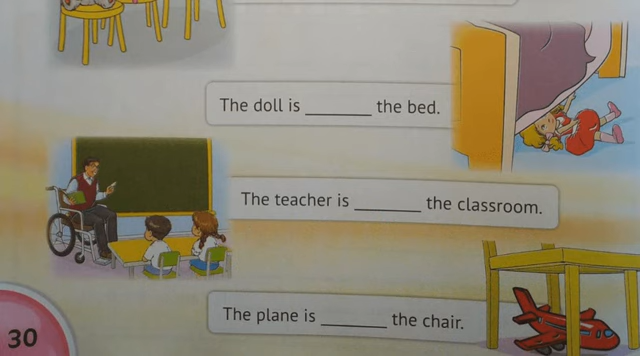 The doll is ________ the bed.
The teacher is ________ the classroom.
The plane is ________ the chair.
30